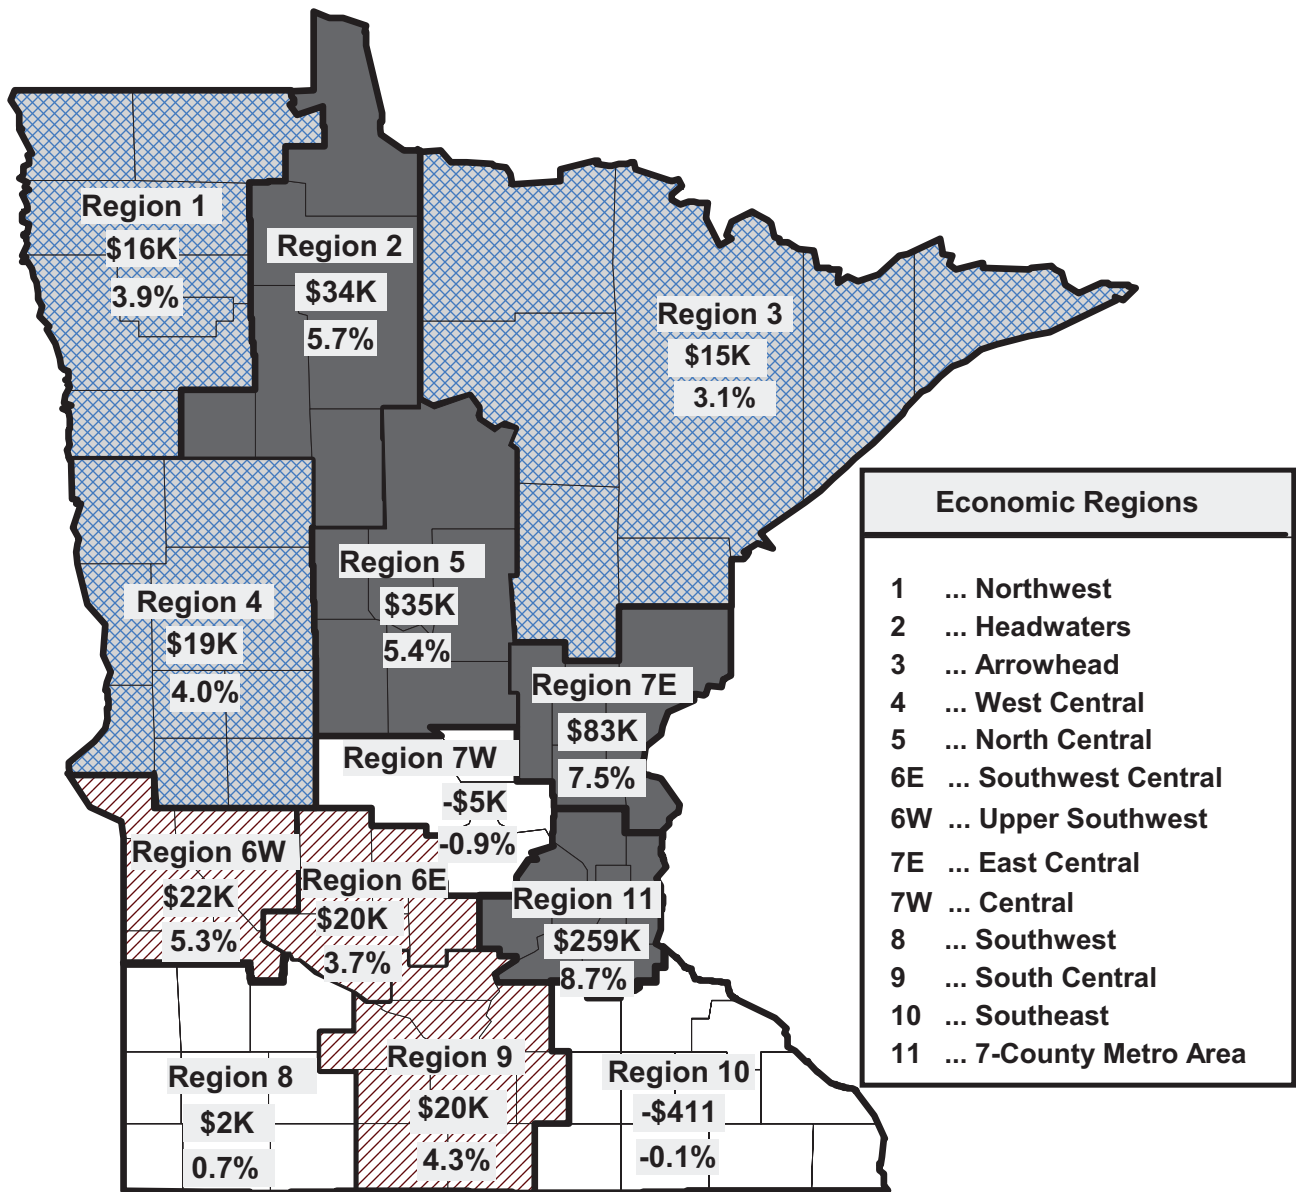 Region 1
$16K
3.9%
Region 2
$34K
5.7%
Region 3
$15K
3.1%
Region 4
$19K
4.0%
Region 5
$35K
5.4%
Region 7E
$83K
7.5%
Region 7W
-$5K
-0.9%
Region 6W
$22K
5.3%
Region 6E
$20K
3.7%
Region 11
$259K
8.7%
Region 8
$2K
0.7%
Region 9
$20K
4.3%
Region 10
-$411
-0.1%
Economic Regions
1 ... Northwest
2 ... Headwaters
3 ... Arrowhead
4 ... West Central
5 ... North Central
6E ... Southwest Central
6W ... Upper Southwest
7E ... East Central
7W ... Central
8 ... Southwest
9 ... South Central
10 ... Southeast
11 ... 7-County Metro Area